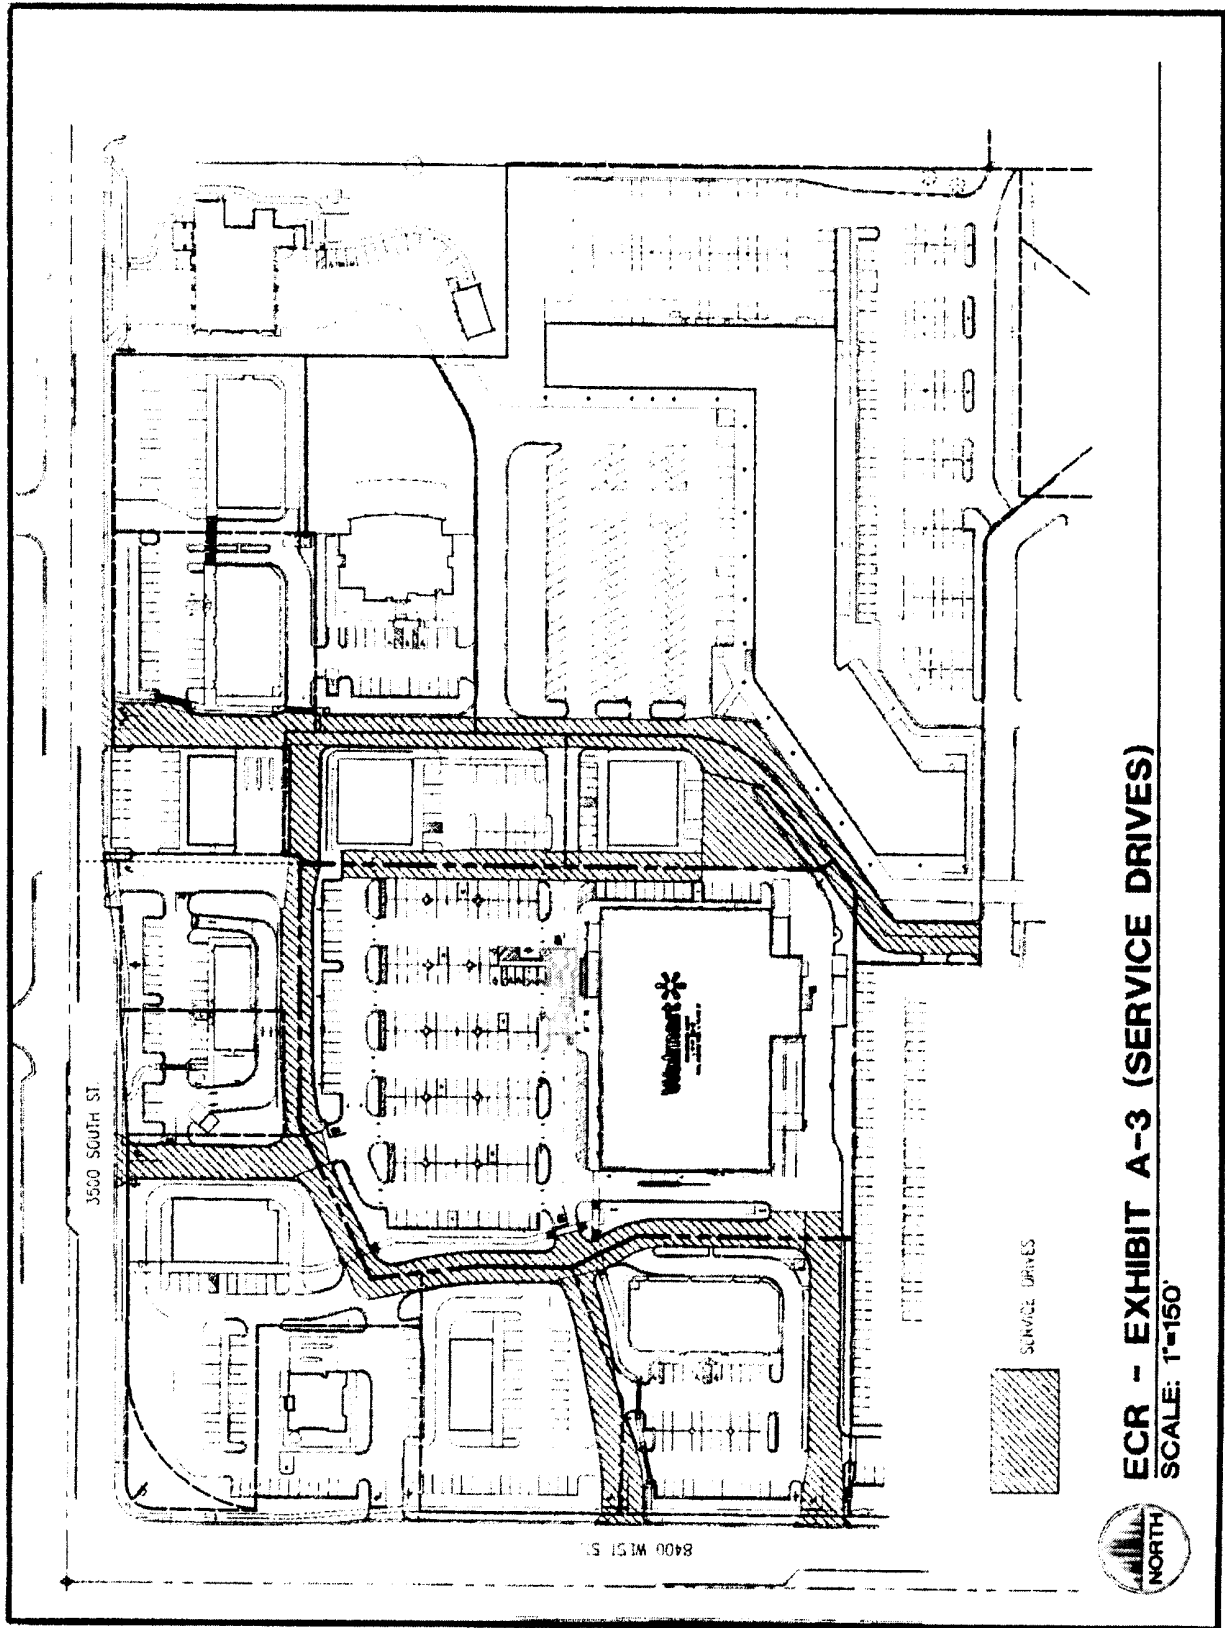 3500 SOUTH ST.
Walmart
8400 WEST ST.
SERVICE DRIVES
ECR - EXHIBIT A-3 (SERVICE DRIVES)
SCALE: 1"=150'
NORTH